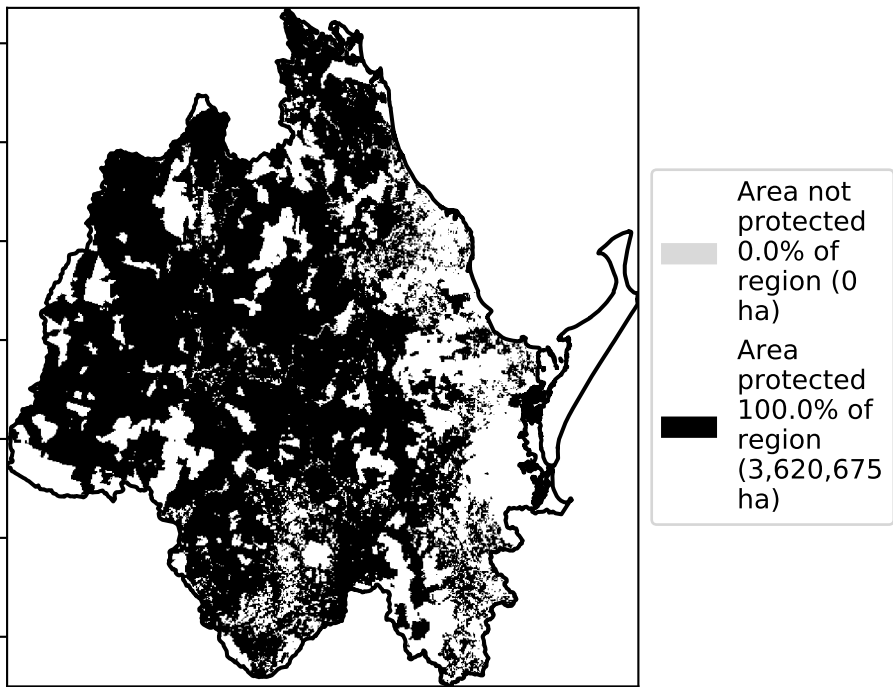 Area not
protected
0.0% of
region (0
ha)
Area
protected
100.0% of
region
(3,620,675
ha)